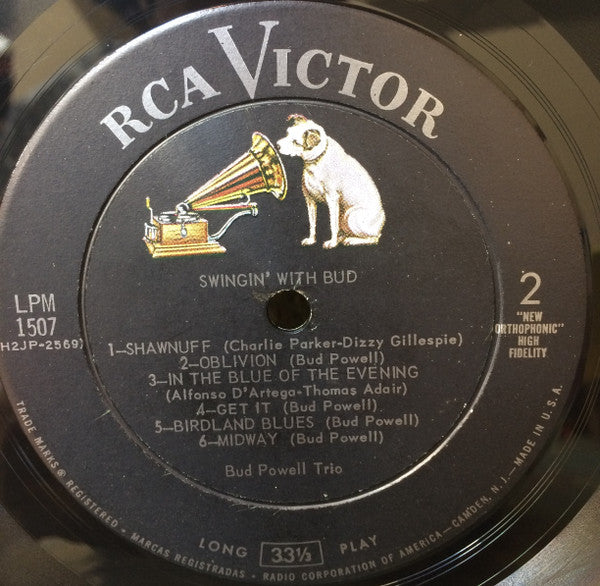 RCA VICTOR
SWINGIN' WITH BUD
LPM
1507
H2JP-2569)
2
"NEW
ORTHOPHONIC"
HIGH
FIDELITY
1—SHAWNUFF (Charlie Parker-Dizzy Gillespie)
2—OBLIVION (Bud Powell)
3—IN THE BLUE OF THE EVENING
(Alfonso D'Artega-Thomas Adair)
4—GET IT (Bud Powell)
5—BIRDLAND BLUES (Bud Powell)
6—MIDWAY (Bud Powell)
Bud Powell Trio
LONG 33⅓ PLAY
TRADE MARKS ® REGISTERED • MARCAS REGISTRADAS • RADIO CORPORATION OF AMERICA—CAMDEN, N.J.—MADE IN U.S.A.